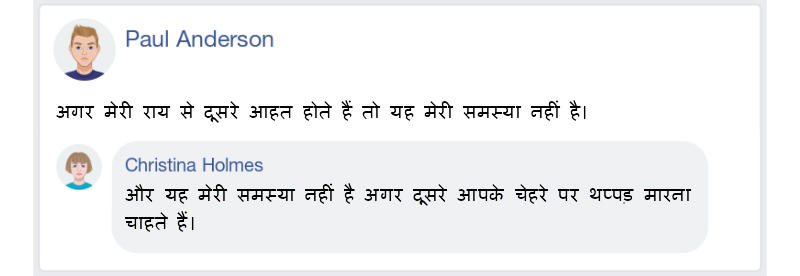 Paul Anderson
अगर मेरी राय से दूसरे आहत होते हैं तो यह मेरी समस्या नहीं है।
Christina Holmes
और यह मेरी समस्या नहीं है अगर दूसरे आपके चेहरे पर थप्पड़ मारना
चाहते हैं।